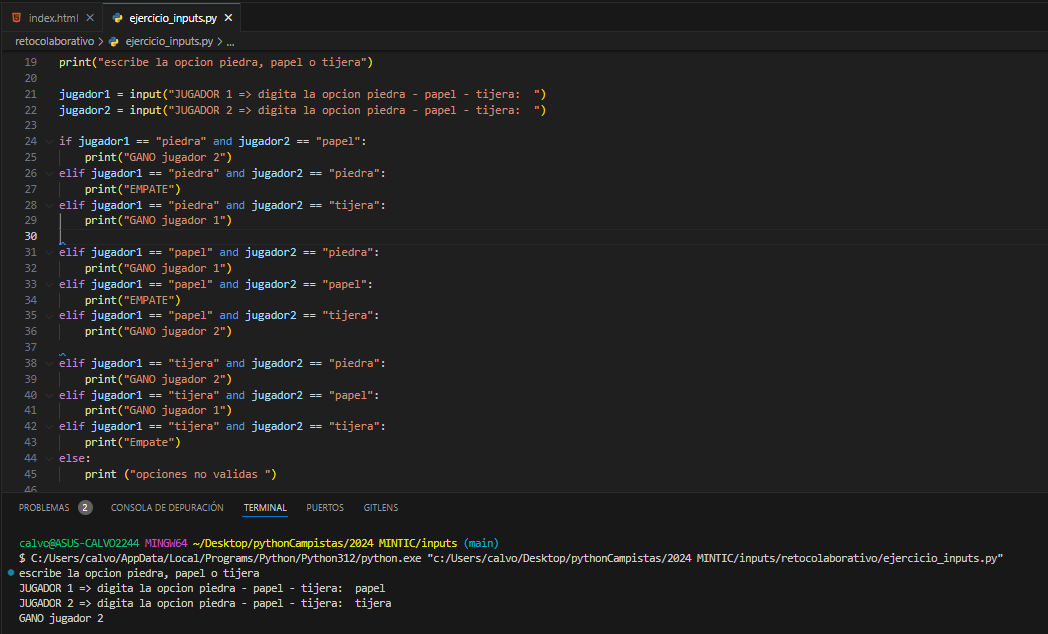 index.html × ejercicio_inputs.py ×
retocolaborativo > ejercicio_inputs.py > ...
19 print("escribe la opcion piedra, papel o tijera")
20
21 jugador1 = input("JUGADOR 1 => digita la opcion piedra - papel - tijera:  ")
22 jugador2 = input("JUGADOR 2 => digita la opcion piedra - papel - tijera:  ")
23
24 if jugador1 == "piedra" and jugador2 == "papel":
25     print("GANO jugador 2")
26 elif jugador1 == "piedra" and jugador2 == "piedra":
27     print("EMPATE")
28 elif jugador1 == "piedra" and jugador2 == "tijera":
29     print("GANO jugador 1")
30
31 elif jugador1 == "papel" and jugador2 == "piedra":
32     print("GANO jugador 1")
33 elif jugador1 == "papel" and jugador2 == "papel":
34     print("EMPATE")
35 elif jugador1 == "papel" and jugador2 == "tijera":
36     print("GANO jugador 2")
37
38 elif jugador1 == "tijera" and jugador2 == "piedra":
39     print("GANO jugador 2")
40 elif jugador1 == "tijera" and jugador2 == "papel":
41     print("GANO jugador 1")
42 elif jugador1 == "tijera" and jugador2 == "tijera":
43     print("Empate")
44 else:
45     print ("opciones no validas ")
46
PROBLEMAS 2 CONSOLA DE DEPURACIÓN TERMINAL PUERTOS GITLENS
calvo@ASUS-CALVO2244 MINGW64 ~/Desktop/pythonCampistas/2024 MINTIC/inputs (main)
$ C:/Users/calvo/AppData/Local/Programs/Python/Python312/python.exe "c:/Users/calvo/Desktop/pythonCampistas/2024 MINTIC/inputs/retocolaborativo/ejercicio_inputs.py"
escribe la opcion piedra, papel o tijera
JUGADOR 1 => digita la opcion piedra - papel - tijera:  papel
JUGADOR 2 => digita la opcion piedra - papel - tijera:  tijera
GANO jugador 2